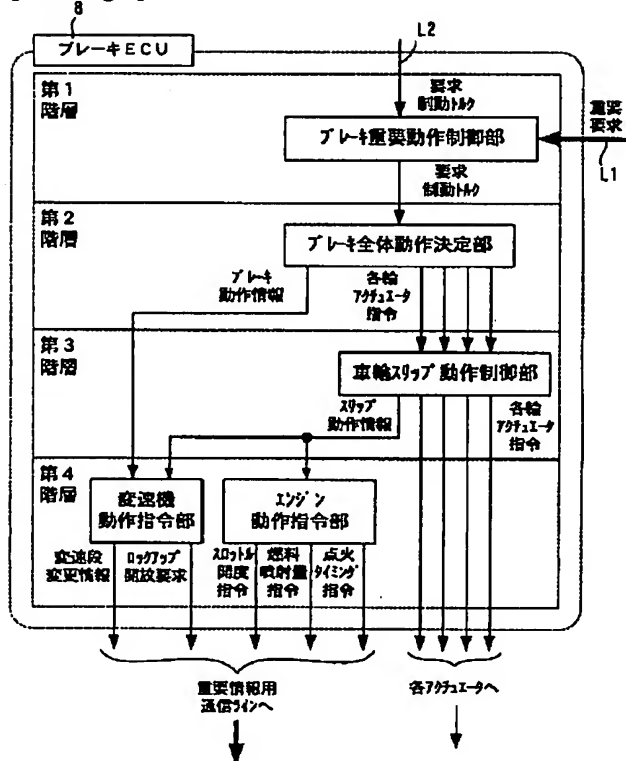 8
ブレーキECU
L2
第1
階層
要求
制動トルク
ブレーキ重要動作制御部
重要
要求
L1
要求
制動トルク
第2
階層
ブレーキ全体動作決定部
ブレーキ
動作情報
各輪
アクチュエータ
指令
第3
階層
車輪スリップ動作制御部
スリップ
動作情報
各輪
アクチュエータ
指令
第4
階層
変速機
動作指令部
エンジン
動作指令部
変速段
変更情報
ロックアップ
開放要求
スロットル
開度
指令
燃料
噴射量
指令
点火
タイミング
指令
重要情報用
通信ラインへ
各アクチュエータへ